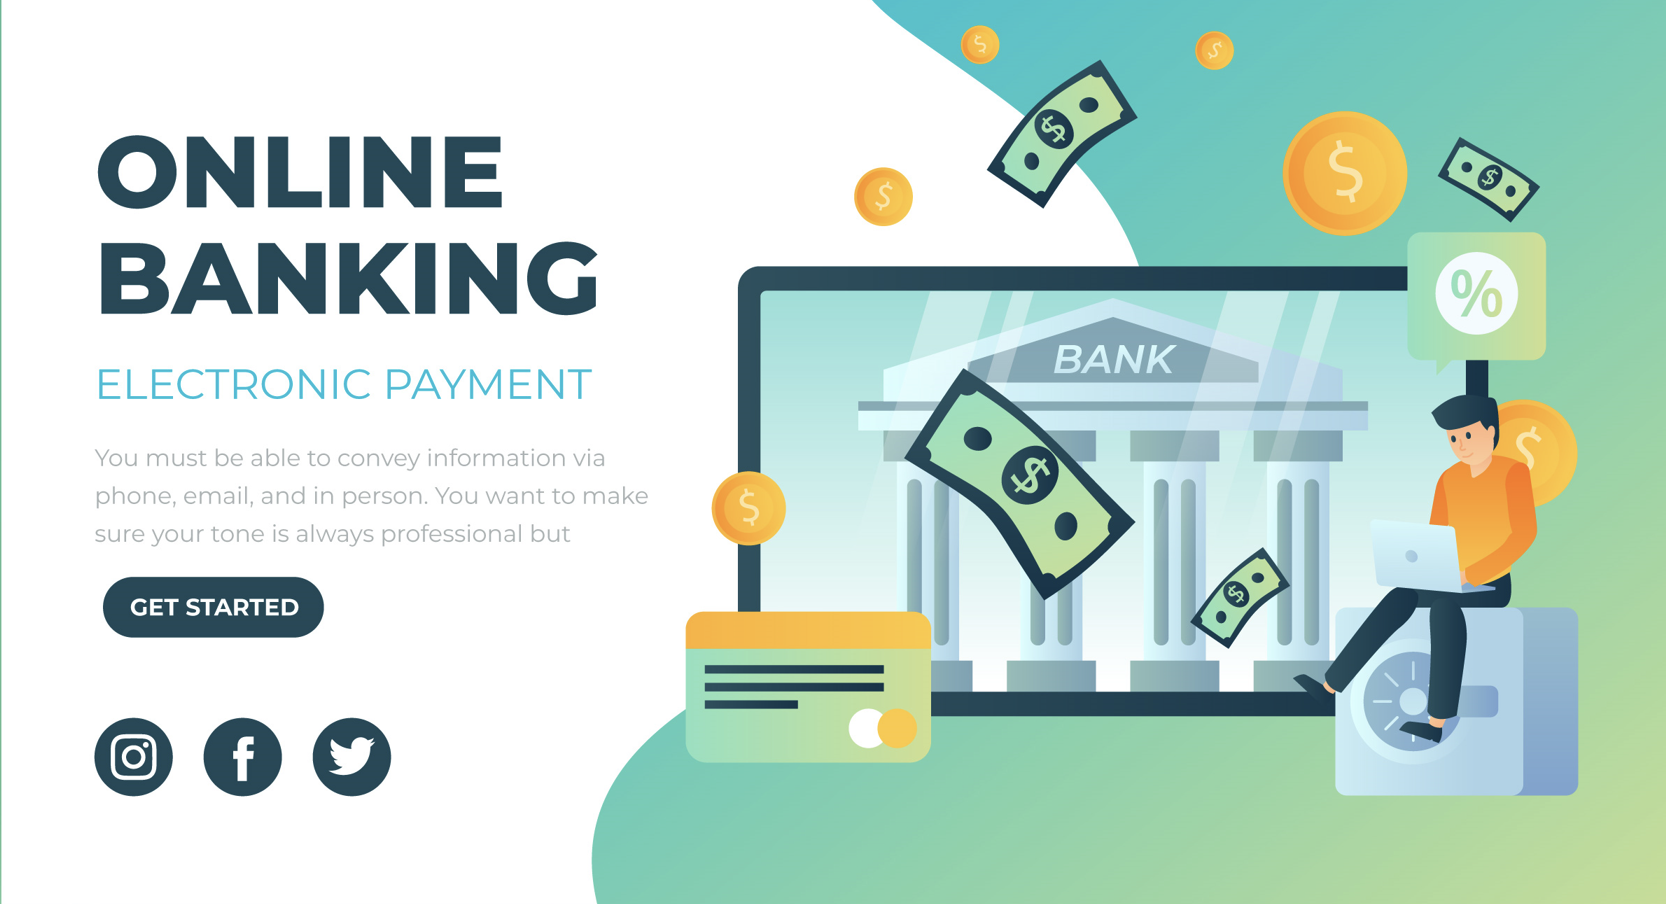 ONLINE
BANKING
ELECTRONIC PAYMENT
You must be able to convey information via
phone, email, and in person. You want to make
sure your tone is always professional but
GET STARTED
BANK
%
$
$
$
$
$
$
$
$
$
$